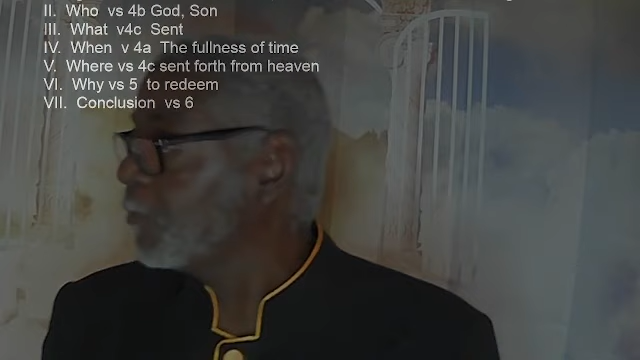 II.  Who  vs 4b God, Son
III.  What  v4c  Sent
IV.  When  v 4a  The fullness of time
V.  Where vs 4c sent forth from heaven
VI.  Why vs 5  to redeem
VII.  Conclusion  vs 6